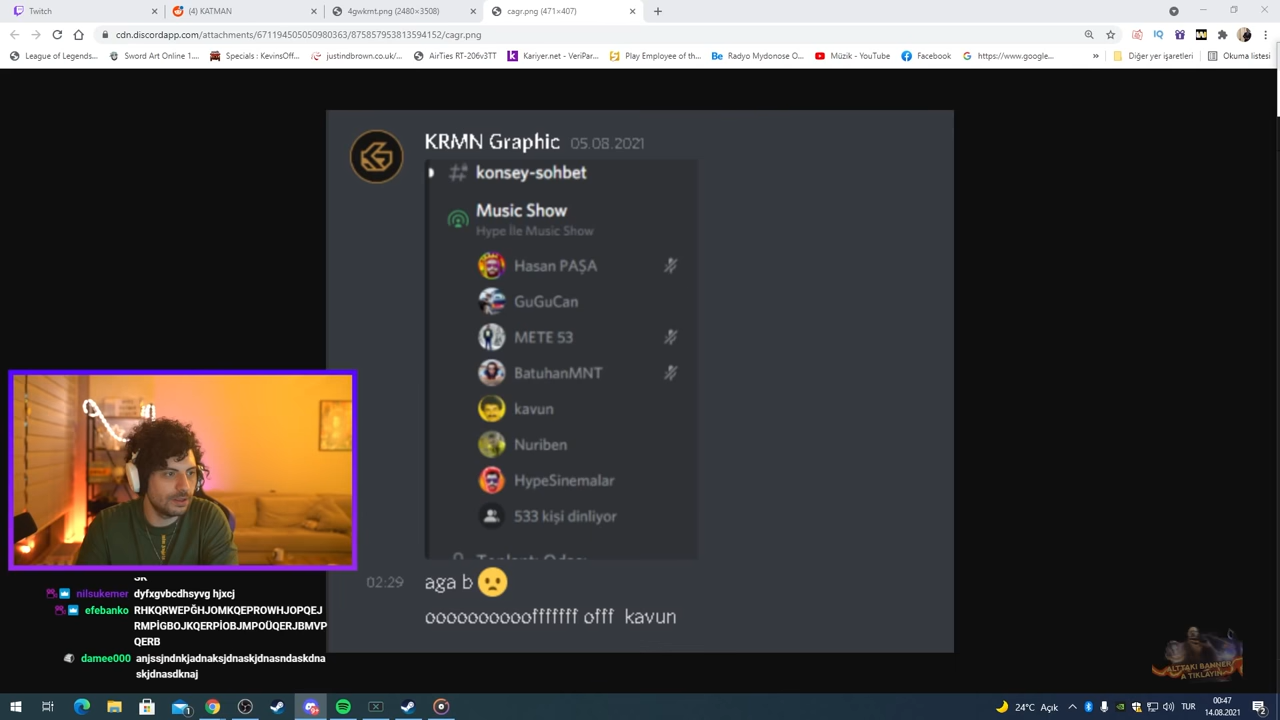 Twitch
(4) KATMAN
4gwkrnt.png (2480×3508)
cagr.png (471×407)
cdn.discordapp.com/attachments/671194505050980363/875857953813594152/cagr.png
League of Legends...
Sword Art Online 1...
Specials : KevinsOff...
justindbrown.co.uk/...
AirTies RT-206v3TT
Kariyer.net - VeriPar...
Play Employee of th...
Radyo Mydonose O...
Müzik - YouTube
Facebook
https://www.google...
»
Diğer yer işaretleri
Okuma listesi
KRMN Graphic 05.08.2021
# konsey-sohbet
Music Show
Hype İle Music Show
Hasan PAŞA
GuGuCan
METE 53
BatuhanMNT
kavun
Nuriben
HypeSinemalar
533 kişi dinliyor
02:29 aga b
oooooooooofffffff offf kavun
nilsukemer dyfxgvbcdhsyvg hjxcj
efebanko RHKQRWEPĞHJOMKQEPROWHJOPQEJ
RMPİGBOJKQERPİOBJMPOÜQERJBMVP
QERB
damee000 anjssjndnkjadnaksjdnaskjdnasndaskdna
skjdnasdknaj
ALTTAKİ BANNER
A TIKLAYIN
24°C Açık
TUR
00:47
14.08.2021